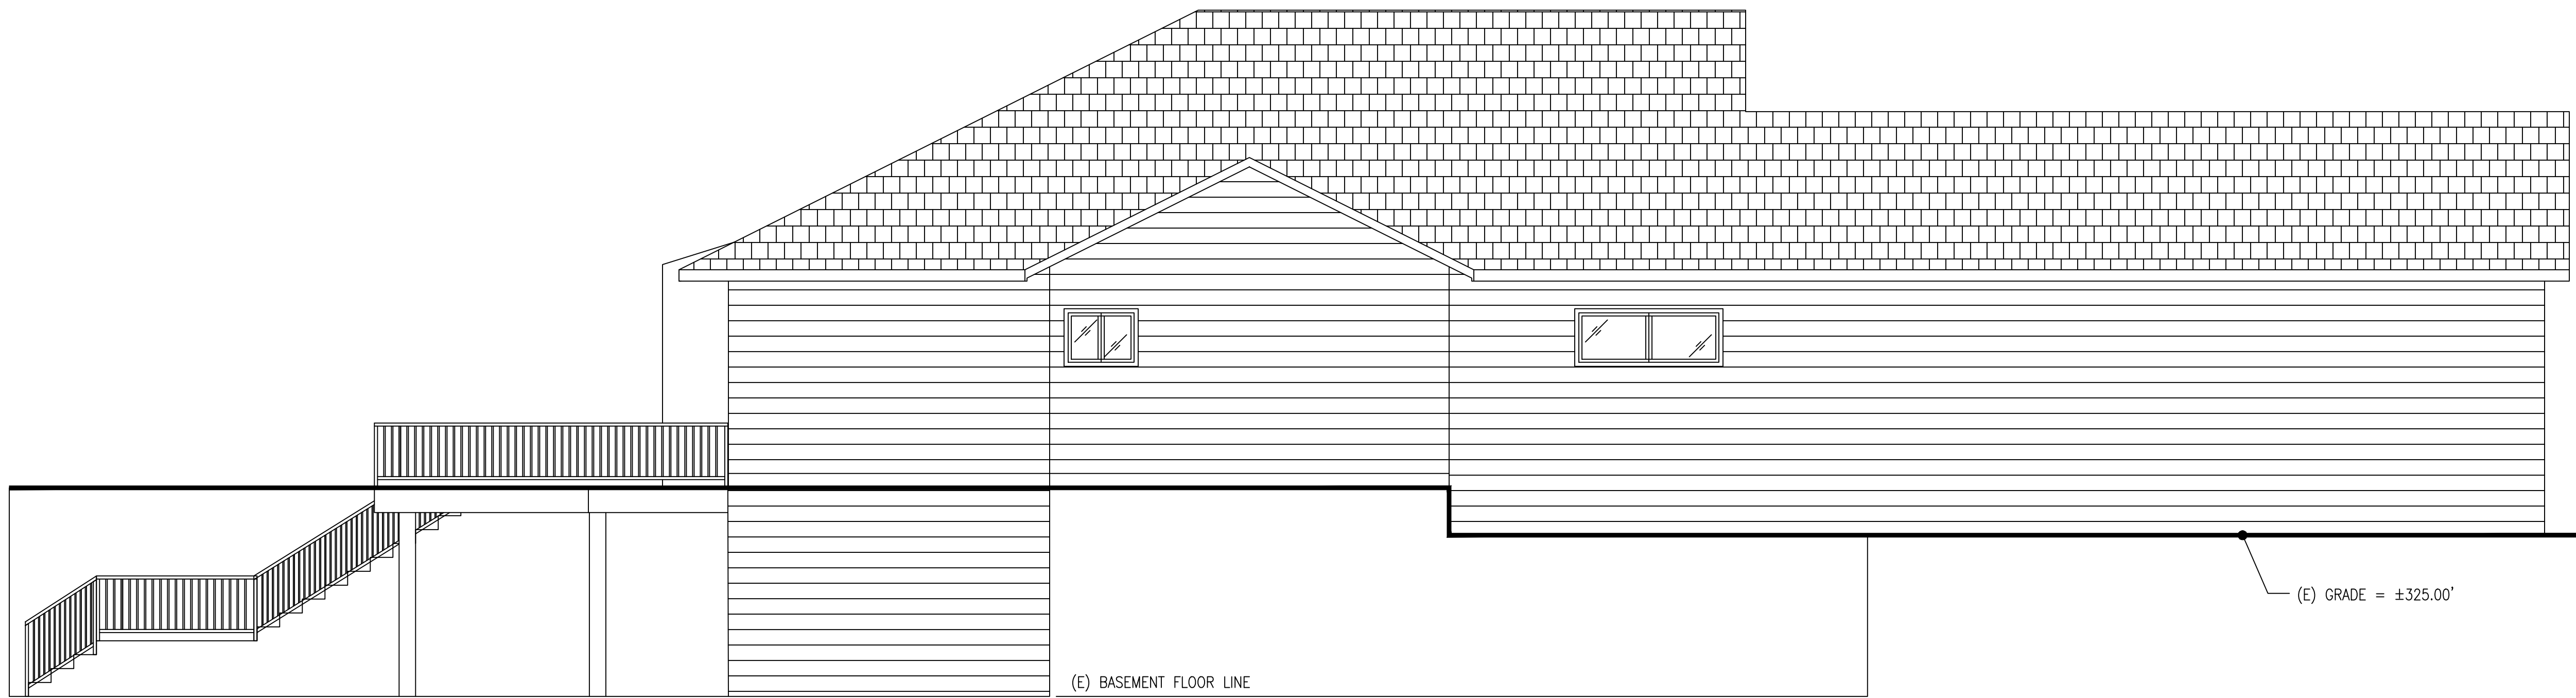 (E) GRADE = ±325.00'
(E) BASEMENT FLOOR LINE